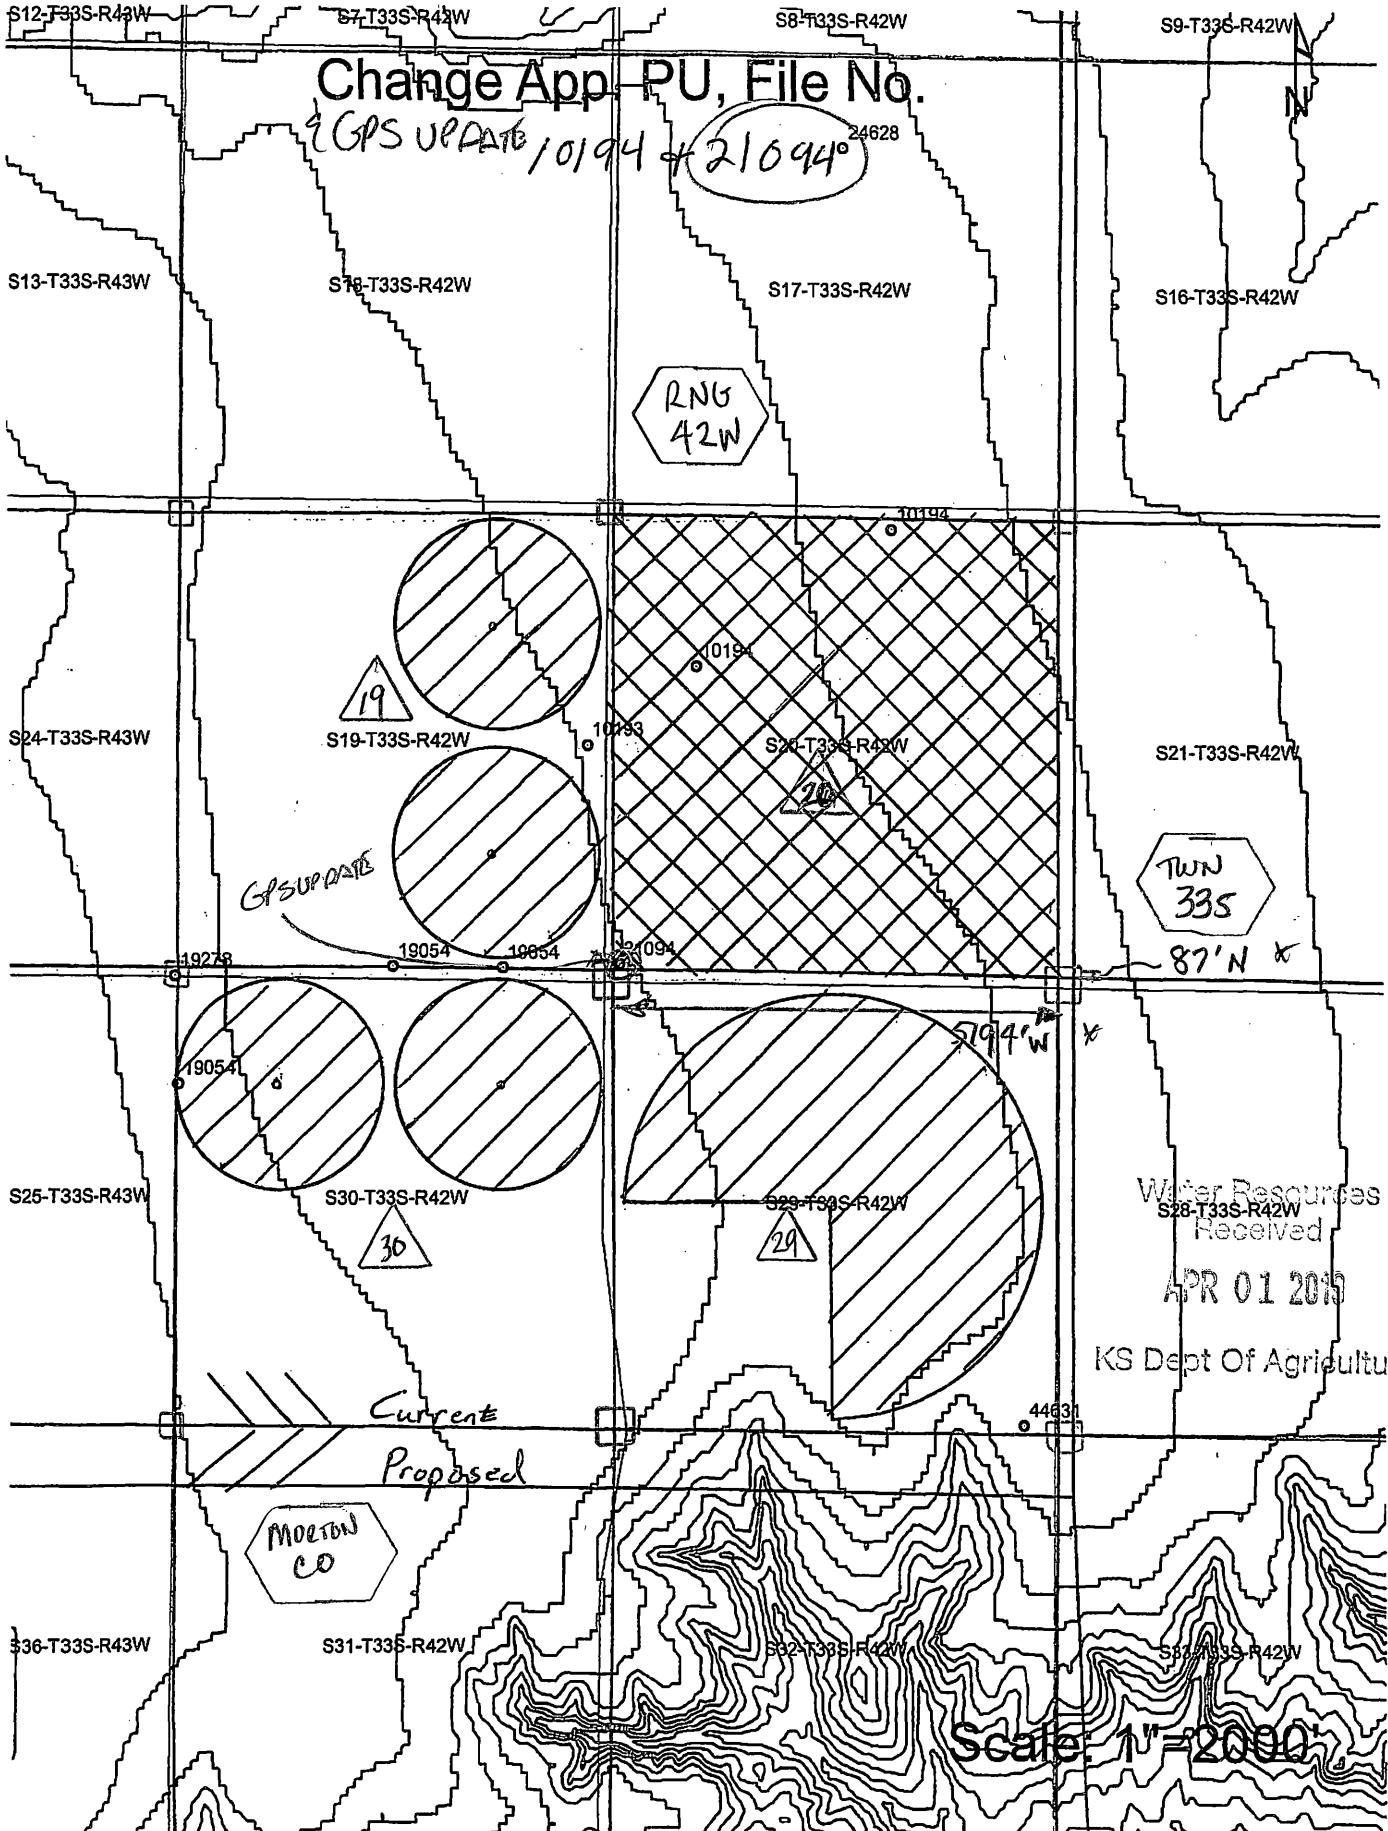 S12-T33S-R43W
S7-T33S-R42W
S8-T33S-R42W
S9-T33S-R42W
N
Change App, PU, File No.
& GPS UPDATE 10194 + 21094
24628
S13-T33S-R43W
S18-T33S-R42W
S17-T33S-R42W
S16-T33S-R42W
RNG
42W
10194
10194
19
10193
S24-T33S-R43W
S19-T33S-R42W
S20-T33S-R42W
S21-T33S-R42W
20
TWN
33S
GPS UPDATE
19278
19054
19054
21094
87'N
5194'W
19054
S25-T33S-R43W
S30-T33S-R42W
S29-T33S-R42W
S28-T33S-R42W
30
29
Water Resources
Received
APR 01 2010
KS Dept Of Agricultu
Current
Proposed
44631
MORTON
CO
S36-T33S-R43W
S31-T33S-R42W
S32-T33S-R42W
S33-T33S-R42W
Scale: 1"=2000'